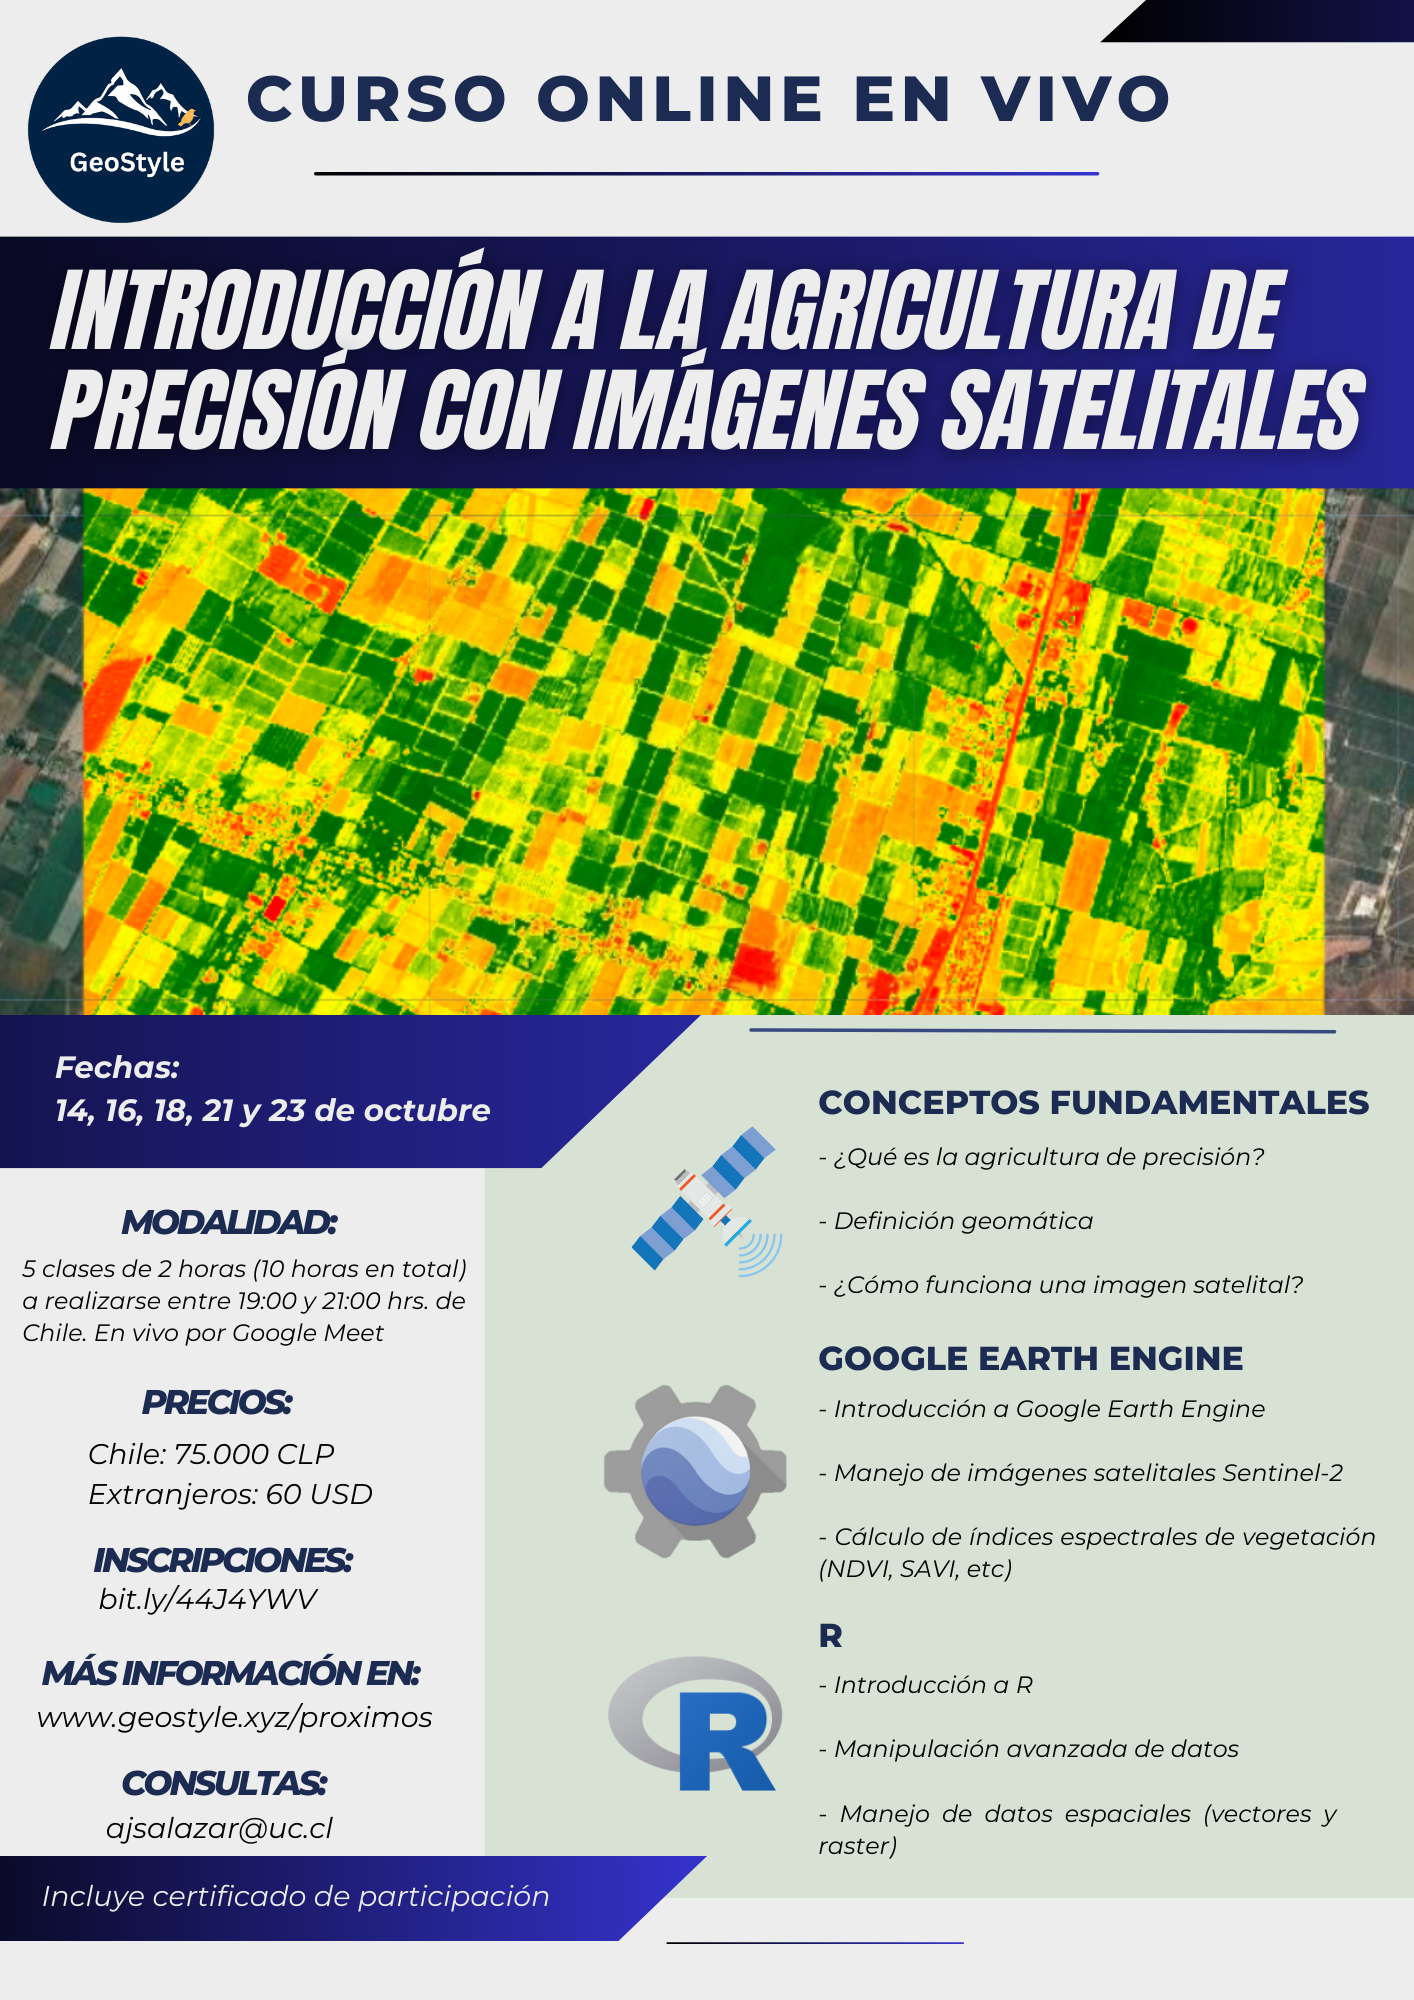 GeoStyle
CURSO ONLINE EN VIVO
INTRODUCCIÓN A LA AGRICULTURA DE
PRECISIÓN CON IMÁGENES SATELITALES
Fechas:
14, 16, 18, 21 y 23 de octubre
MODALIDAD:
5 clases de 2 horas (10 horas en total)
a realizarse entre 19:00 y 21:00 hrs. de
Chile. En vivo por Google Meet
PRECIOS:
Chile: 75.000 CLP
Extranjeros: 60 USD
INSCRIPCIONES:
bit.ly/44J4YWV
MÁS INFORMACIÓN EN:
www.geostyle.xyz/proximos
CONSULTAS:
ajsalazar@uc.cl
Incluye certificado de participación
CONCEPTOS FUNDAMENTALES
- ¿Qué es la agricultura de precisión?
- Definición geomática
- ¿Cómo funciona una imagen satelital?
GOOGLE EARTH ENGINE
- Introducción a Google Earth Engine
- Manejo de imágenes satelitales Sentinel-2
- Cálculo de índices espectrales de vegetación
(NDVI, SAVI, etc)
R
R
- Introducción a R
- Manipulación avanzada de datos
- Manejo de datos espaciales (vectores y
raster)